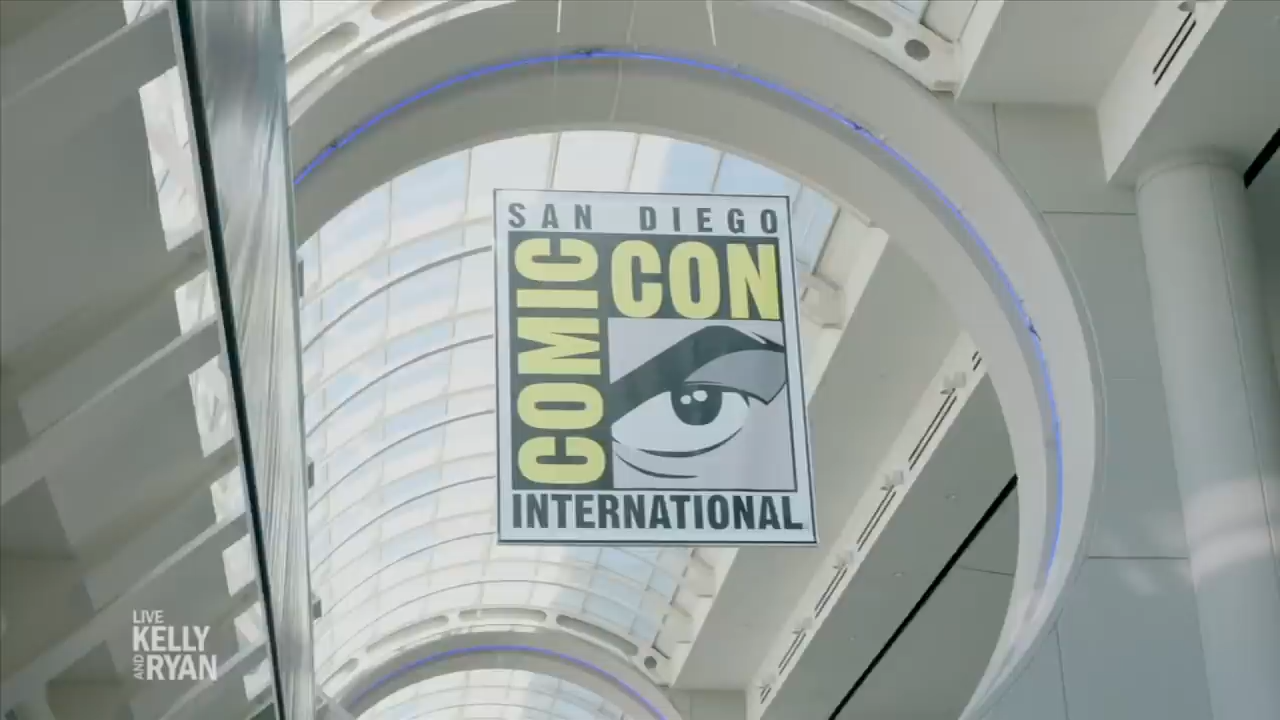 SAN DIEGO
COMIC
CON
INTERNATIONAL
LIVE
KELLY
AND RYAN